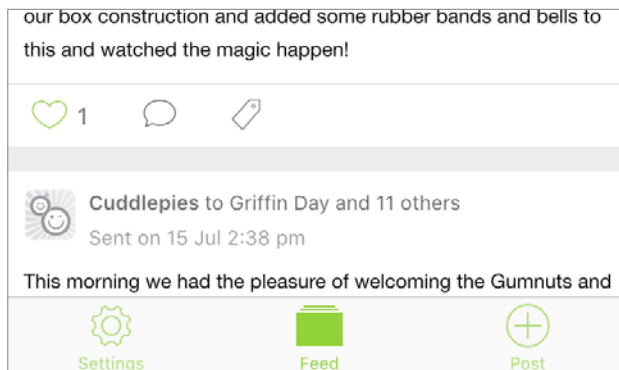 our box construction and added some rubber bands and bells to
this and watched the magic happen!
1
Cuddlepies to Griffin Day and 11 others
Sent on 15 Jul 2:38 pm
This morning we had the pleasure of welcoming the Gumnuts and
Settings Feed Post